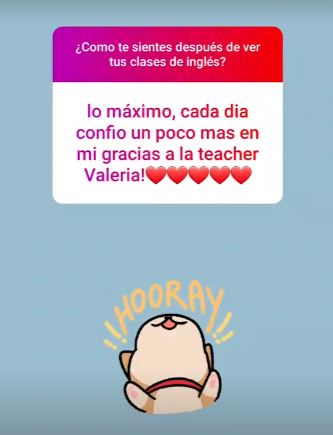 ¿Como te sientes después de ver
tus clases de inglés?
lo máximo, cada dia
confio un poco mas en
mi gracias a la teacher
Valeria!❤️❤️❤️❤️❤️
HOORAY